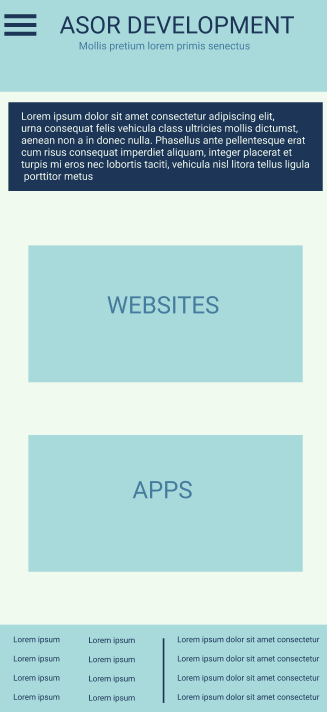 ASOR DEVELOPMENT
Mollis pretium lorem primis senectus
Lorem ipsum dolor sit amet consectetur adipiscing elit,
urna consequat felis vehicula class ultricies mollis dictumst,
aenean non a in donec nulla. Phasellus ante pellentesque erat
cum risus consequat imperdiet aliquam, integer placerat et
turpis mi eros nec lobortis taciti, vehicula nisl litora tellus ligula
porttitor metus
WEBSITES
APPS
Lorem ipsum
Lorem ipsum
Lorem ipsum
Lorem ipsum
Lorem ipsum
Lorem ipsum
Lorem ipsum
Lorem ipsum
Lorem ipsum dolor sit amet consectetur
Lorem ipsum dolor sit amet consectetur
Lorem ipsum dolor sit amet consectetur
Lorem ipsum dolor sit amet consectetur